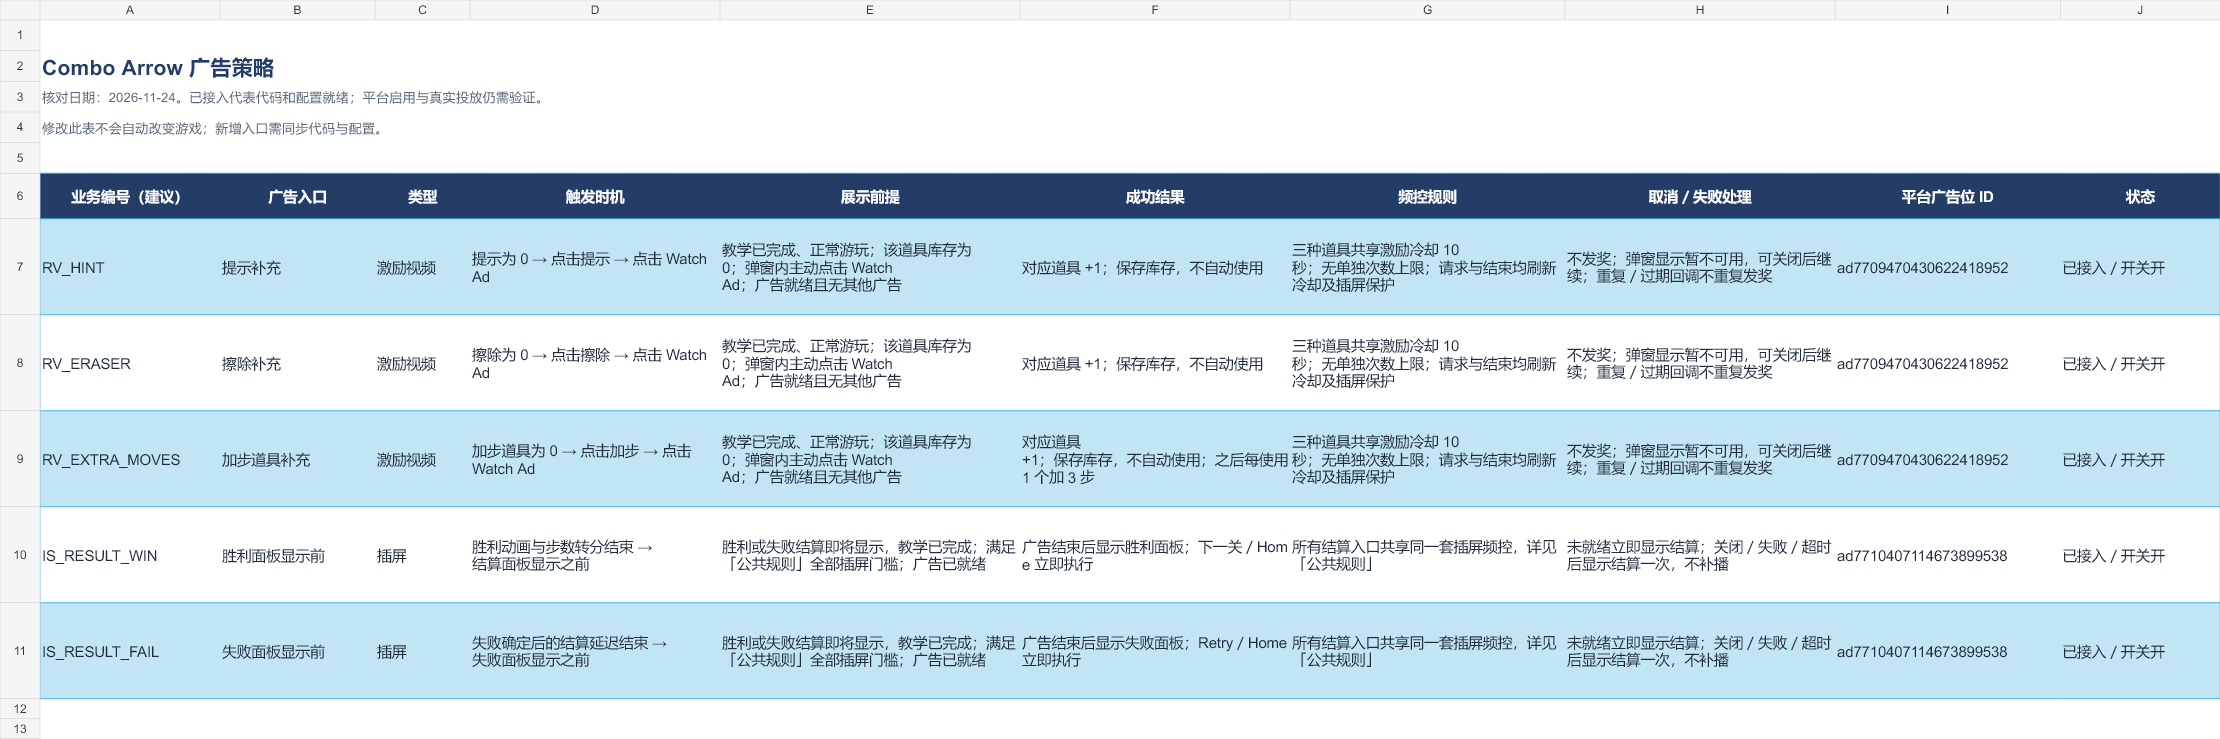 A B C D E F G H I J
1
2 Combo Arrow 广告策略
3 核对日期：2026-11-24。已接入代表代码和配置就绪；平台启用与真实投放仍需验证。
4 修改此表不会自动改变游戏；新增入口需同步代码与配置。
5
6 业务编号（建议） 广告入口 类型 触发时机 展示前提 成功结果 频控规则 取消 / 失败处理 平台广告位 ID 状态
7
RV_HINT
提示补充
激励视频
提示为 0 → 点击提示 → 点击 Watch
Ad
教学已完成、正常游玩；该道具库存为
0；弹窗内主动点击 Watch
Ad；广告就绪且无其他广告
对应道具 +1；保存库存，不自动使用
三种道具共享激励冷却 10
秒；无单独次数上限；请求与结束均刷新
冷却及插屏保护
不发奖；弹窗显示暂不可用，可关闭后继
续；重复 / 过期回调不重复发奖
ad7709470430622418952
已接入 / 开关开
8
RV_ERASER
擦除补充
激励视频
擦除为 0 → 点击擦除 → 点击 Watch
Ad
教学已完成、正常游玩；该道具库存为
0；弹窗内主动点击 Watch
Ad；广告就绪且无其他广告
对应道具 +1；保存库存，不自动使用
三种道具共享激励冷却 10
秒；无单独次数上限；请求与结束均刷新
冷却及插屏保护
不发奖；弹窗显示暂不可用，可关闭后继
续；重复 / 过期回调不重复发奖
ad7709470430622418952
已接入 / 开关开
9
RV_EXTRA_MOVES
加步道具补充
激励视频
加步道具为 0 → 点击加步 → 点击
Watch Ad
教学已完成、正常游玩；该道具库存为
0；弹窗内主动点击 Watch
Ad；广告就绪且无其他广告
对应道具
+1；保存库存，不自动使用；之后每使用
1 个加 3 步
三种道具共享激励冷却 10
秒；无单独次数上限；请求与结束均刷新
冷却及插屏保护
不发奖；弹窗显示暂不可用，可关闭后继
续；重复 / 过期回调不重复发奖
ad7709470430622418952
已接入 / 开关开
10
IS_RESULT_WIN
胜利面板显示前
插屏
胜利动画与步数转分结束 →
结算面板显示之前
胜利或失败结算即将显示，教学已完成；满足
「公共规则」全部插屏门槛；广告已就绪
广告结束后显示胜利面板；下一关 / Hom
e 立即执行
所有结算入口共享同一套插屏频控，详见
「公共规则」
未就绪立即显示结算；关闭 / 失败 / 超时
后显示结算一次，不补播
ad7710407114673899538
已接入 / 开关开
11
IS_RESULT_FAIL
失败面板显示前
插屏
失败确定后的结算延迟结束 →
失败面板显示之前
胜利或失败结算即将显示，教学已完成；满足
「公共规则」全部插屏门槛；广告已就绪
广告结束后显示失败面板；Retry / Home
立即执行
所有结算入口共享同一套插屏频控，详见
「公共规则」
未就绪立即显示结算；关闭 / 失败 / 超时
后显示结算一次，不补播
ad7710407114673899538
已接入 / 开关开
12
13